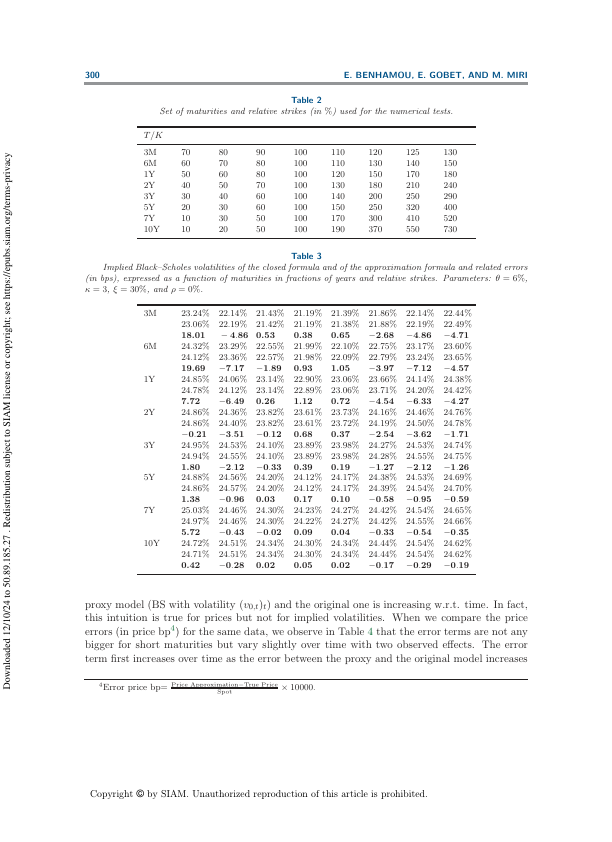 300
E. BENHAMOU, E. GOBET, AND M. MIRI
Table 2
Set of maturities and relative strikes (in %) used for the numerical tests.
T/K
3M 70 80 90 100 110 120 125 130
6M 60 70 80 100 110 130 140 150
1Y 50 60 80 100 120 150 170 180
2Y 40 50 70 100 130 180 210 240
3Y 30 40 60 100 140 200 250 290
5Y 20 30 60 100 150 250 320 400
7Y 10 30 50 100 170 300 410 520
10Y 10 20 50 100 190 370 550 730
Table 3
Implied Black–Scholes volatilities of the closed formula and of the approximation formula and related errors
(in bps), expressed as a function of maturities in fractions of years and relative strikes. Parameters: θ = 6%,
κ = 3, ξ = 30%, and ρ = 0%.
3M 23.24% 22.14% 21.43% 21.19% 21.39% 21.86% 22.14% 22.44%
23.06% 22.19% 21.42% 21.19% 21.38% 21.88% 22.19% 22.49%
18.01 −4.86 0.53 0.38 0.65 −2.68 −4.86 −4.71
6M 24.32% 23.29% 22.55% 21.99% 22.10% 22.75% 23.17% 23.60%
24.12% 23.36% 22.57% 21.98% 22.09% 22.79% 23.24% 23.65%
19.69 −7.17 −1.89 0.93 1.05 −3.97 −7.12 −4.57
1Y 24.85% 24.06% 23.14% 22.90% 23.06% 23.66% 24.14% 24.38%
24.78% 24.12% 23.14% 22.89% 23.06% 23.71% 24.20% 24.42%
7.72 −6.49 0.26 1.12 0.72 −4.54 −6.33 −4.27
2Y 24.86% 24.36% 23.82% 23.61% 23.73% 24.16% 24.46% 24.76%
24.86% 24.40% 23.82% 23.61% 23.72% 24.19% 24.50% 24.78%
−0.21 −3.51 −0.12 0.68 0.37 −2.54 −3.62 −1.71
3Y 24.95% 24.53% 24.10% 23.89% 23.98% 24.27% 24.53% 24.74%
24.94% 24.55% 24.10% 23.89% 23.98% 24.28% 24.55% 24.75%
1.80 −2.12 −0.33 0.39 0.19 −1.27 −2.12 −1.26
5Y 24.88% 24.56% 24.20% 24.12% 24.17% 24.38% 24.53% 24.69%
24.86% 24.57% 24.20% 24.12% 24.17% 24.39% 24.54% 24.70%
1.38 −0.96 0.03 0.17 0.10 −0.58 −0.95 −0.59
7Y 25.03% 24.46% 24.30% 24.23% 24.27% 24.42% 24.54% 24.65%
24.97% 24.46% 24.30% 24.22% 24.27% 24.42% 24.55% 24.66%
5.72 −0.43 −0.02 0.09 0.04 −0.33 −0.54 −0.35
10Y 24.72% 24.51% 24.34% 24.30% 24.34% 24.44% 24.54% 24.62%
24.71% 24.51% 24.34% 24.30% 24.34% 24.44% 24.54% 24.62%
0.42 −0.28 0.02 0.05 0.02 −0.17 −0.29 −0.19
proxy model (BS with volatility (v0,t)t) and the original one is increasing w.r.t. time. In fact,
this intuition is true for prices but not for implied volatilities. When we compare the price
errors (in price bp4) for the same data, we observe in Table 4 that the error terms are not any
bigger for short maturities but vary slightly over time with two observed effects. The error
term first increases over time as the error between the proxy and the original model increases
4Error price bp= Price Approximation−True Price / Spot × 10000.
Copyright © by SIAM. Unauthorized reproduction of this article is prohibited.
Downloaded 12/10/24 to 50.89.185.27 . Redistribution subject to SIAM license or copyright; see https://epubs.siam.org/terms-privacy